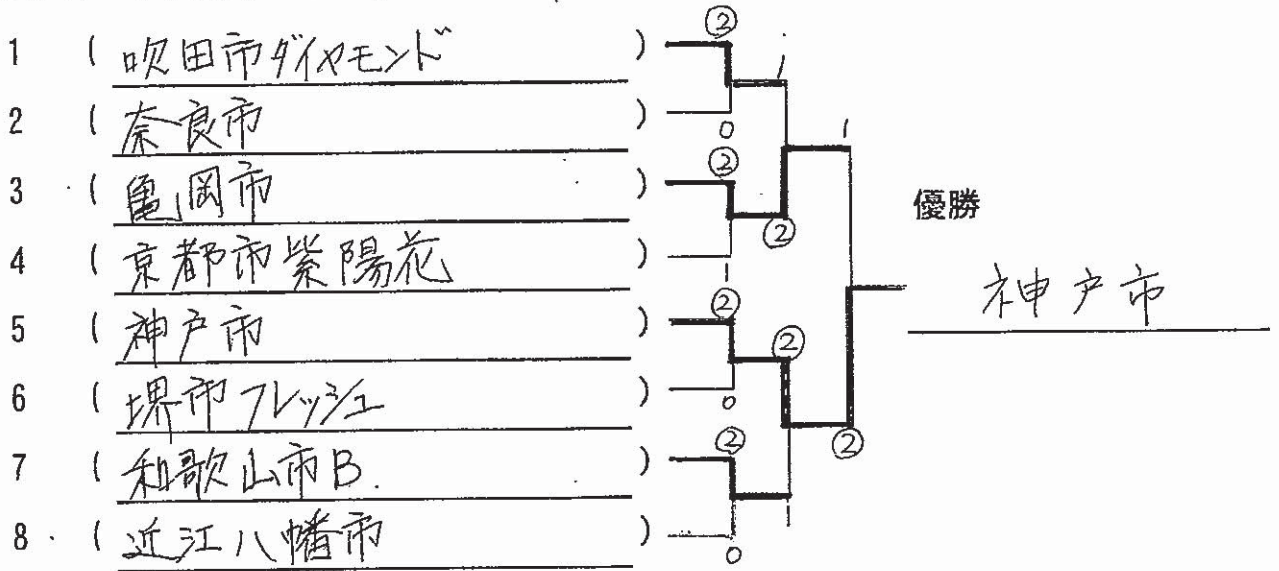 ②
1 ( 吹田市ダイヤモンド ) 1
2 ( 奈良市 ) 0 1
②
3 ( 亀岡市 )
優勝
②
4 ( 京都市紫陽花 ) 1
神戸市
②
5 ( 神戸市 ) ②
6 ( 堺市フレッシュ ) 0
② ②
7 ( 和歌山市B. )
1
8 ( 近江八幡市 ) 0